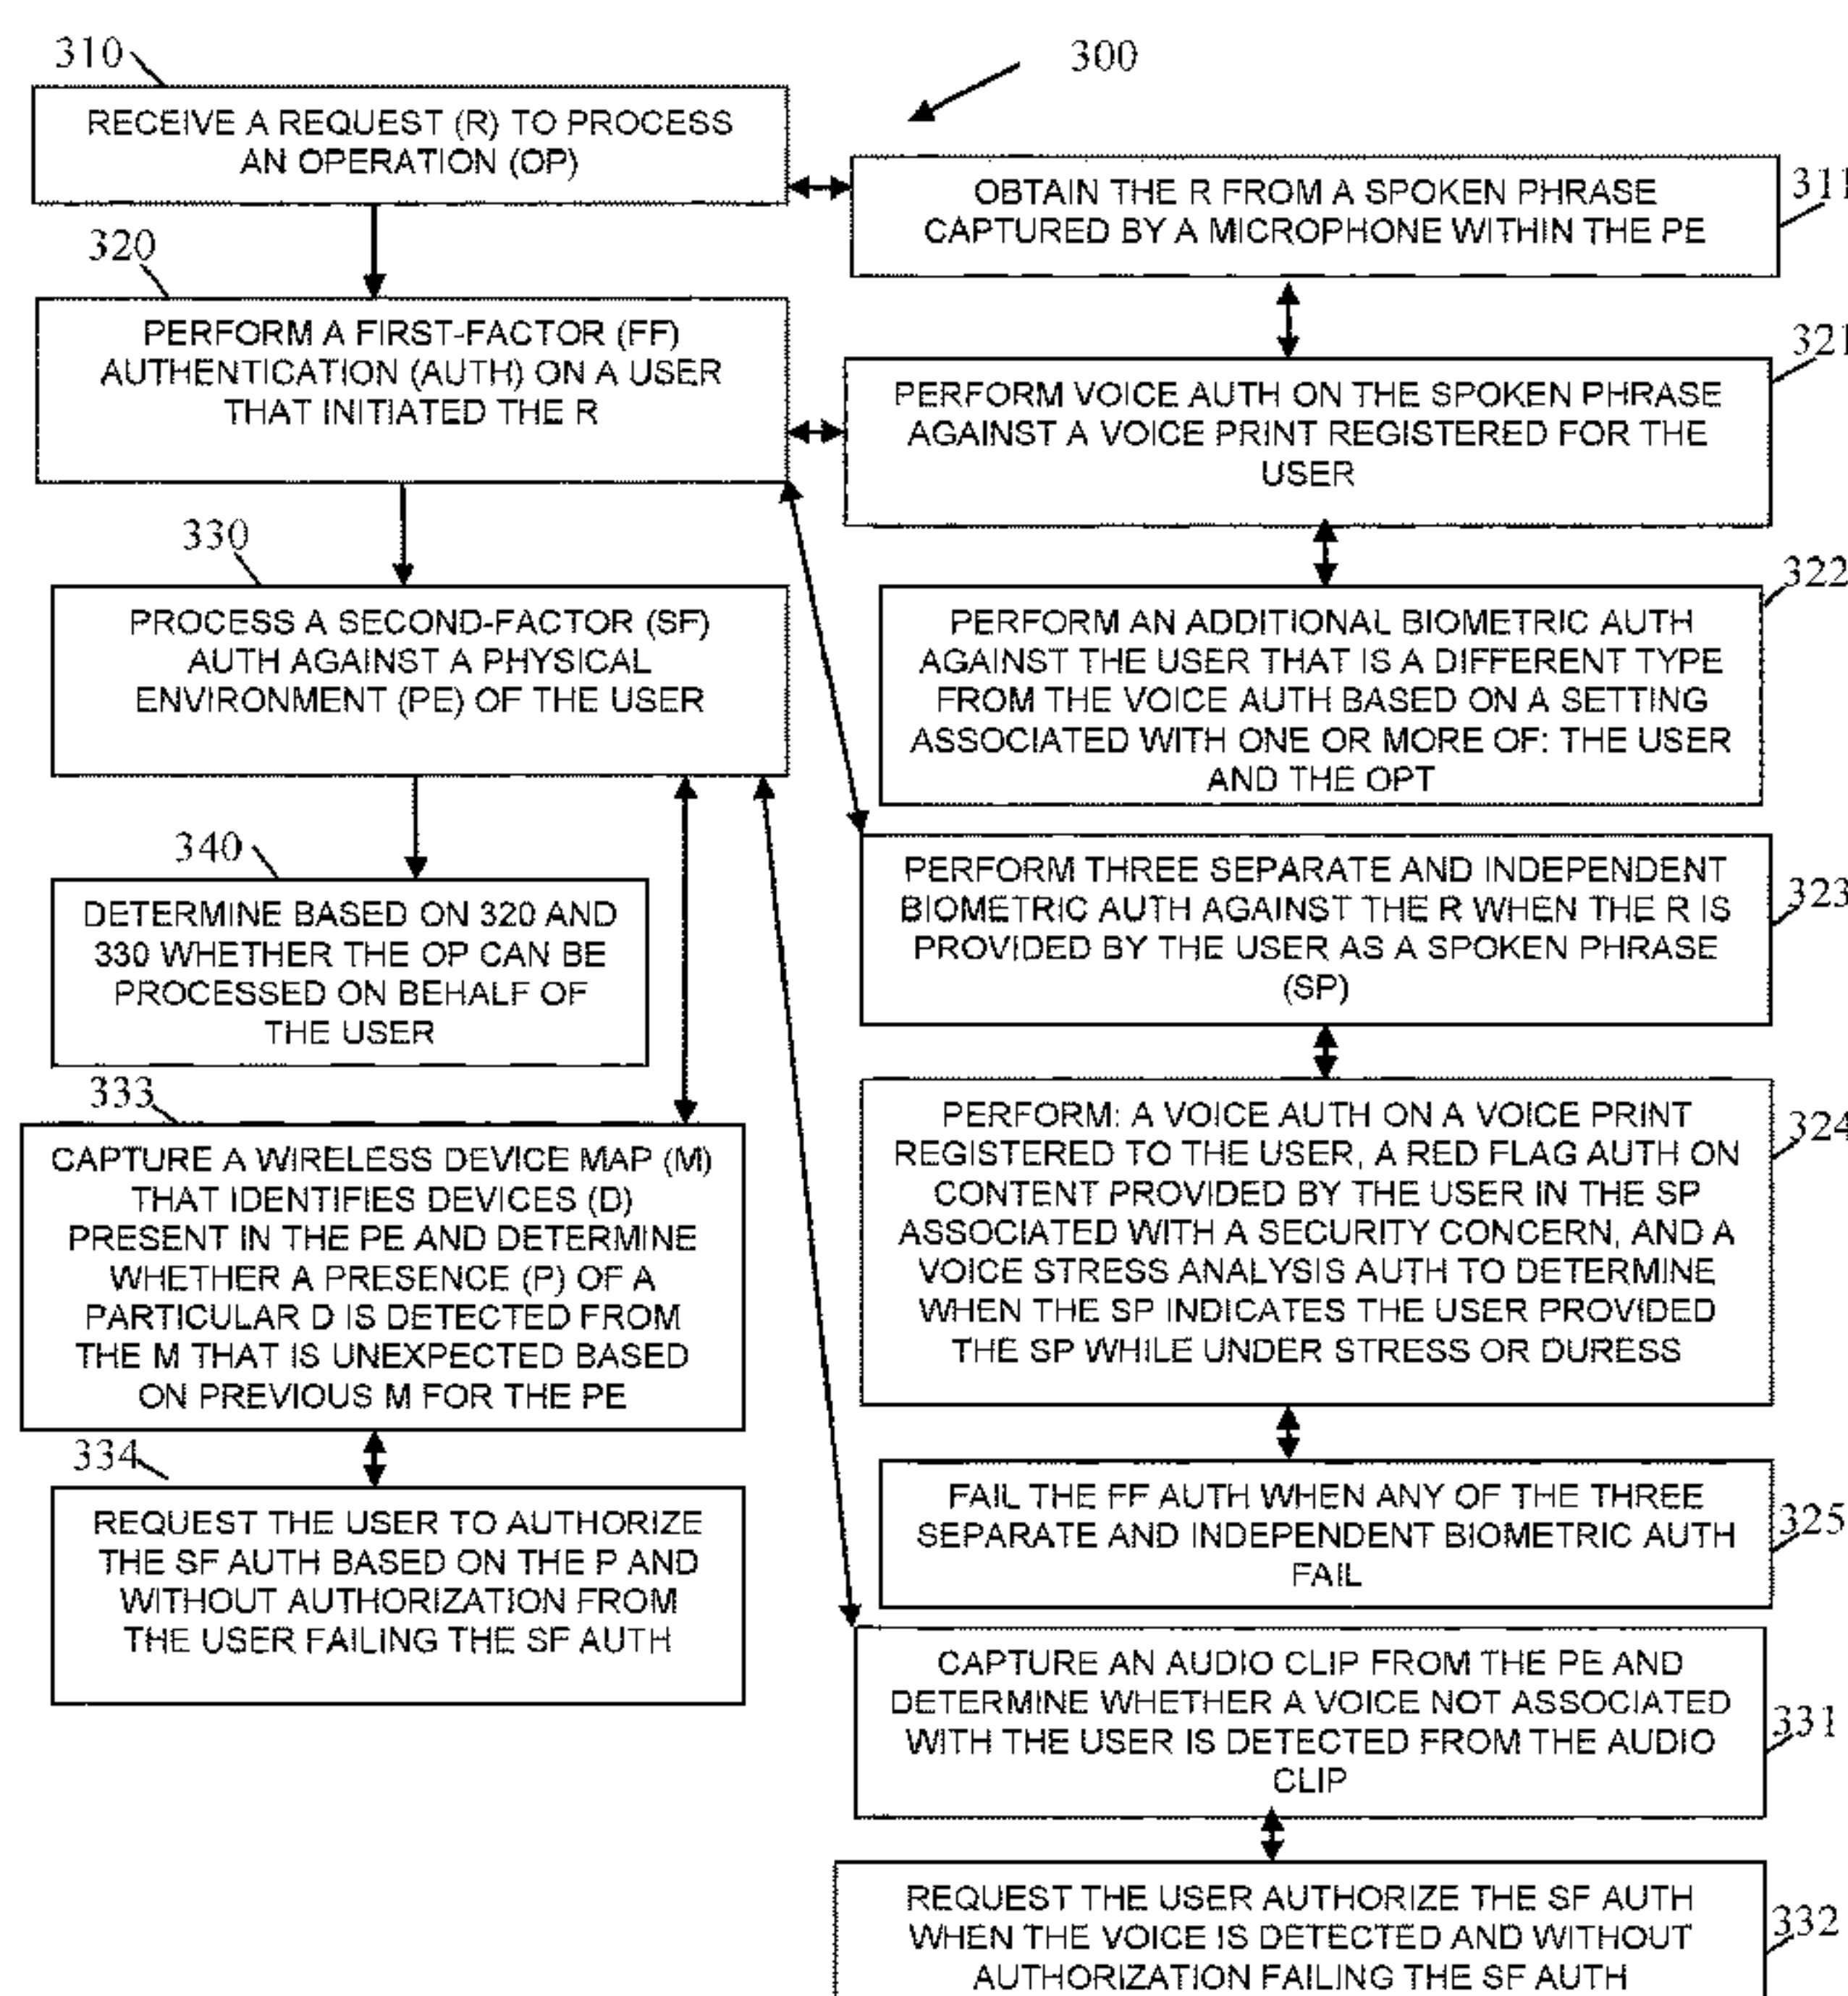 310
300
RECEIVE A REQUEST (R) TO PROCESS
AN OPERATION (OP)
311
OBTAIN THE R FROM A SPOKEN PHRASE
CAPTURED BY A MICROPHONE WITHIN THE PE
320
PERFORM A FIRST-FACTOR (FF)
AUTHENTICATION (AUTH) ON A USER
THAT INITIATED THE R
321
PERFORM VOICE AUTH ON THE SPOKEN PHRASE
AGAINST A VOICE PRINT REGISTERED FOR THE
USER
330
PROCESS A SECOND-FACTOR (SF)
AUTH AGAINST A PHYSICAL
ENVIRONMENT (PE) OF THE USER
322
PERFORM AN ADDITIONAL BIOMETRIC AUTH
AGAINST THE USER THAT IS A DIFFERENT TYPE
FROM THE VOICE AUTH BASED ON A SETTING
ASSOCIATED WITH ONE OR MORE OF: THE USER
AND THE OPT
340
DETERMINE BASED ON 320 AND
330 WHETHER THE OP CAN BE
PROCESSED ON BEHALF OF
THE USER
323
PERFORM THREE SEPARATE AND INDEPENDENT
BIOMETRIC AUTH AGAINST THE R WHEN THE R IS
PROVIDED BY THE USER AS A SPOKEN PHRASE
(SP)
333
CAPTURE A WIRELESS DEVICE MAP (M)
THAT IDENTIFIES DEVICES (D)
PRESENT IN THE PE AND DETERMINE
WHETHER A PRESENCE (P) OF A
PARTICULAR D IS DETECTED FROM
THE M THAT IS UNEXPECTED BASED
ON PREVIOUS M FOR THE PE
324
PERFORM: A VOICE AUTH ON A VOICE PRINT
REGISTERED TO THE USER, A RED FLAG AUTH ON
CONTENT PROVIDED BY THE USER IN THE SP
ASSOCIATED WITH A SECURITY CONCERN, AND A
VOICE STRESS ANALYSIS AUTH TO DETERMINE
WHEN THE SP INDICATES THE USER PROVIDED
THE SP WHILE UNDER STRESS OR DURESS
334
REQUEST THE USER TO AUTHORIZE
THE SF AUTH BASED ON THE P AND
WITHOUT AUTHORIZATION FROM
THE USER FAILING THE SF AUTH
325
FAIL THE FF AUTH WHEN ANY OF THE THREE
SEPARATE AND INDEPENDENT BIOMETRIC AUTH
FAIL
331
CAPTURE AN AUDIO CLIP FROM THE PE AND
DETERMINE WHETHER A VOICE NOT ASSOCIATED
WITH THE USER IS DETECTED FROM THE AUDIO
CLIP
332
REQUEST THE USER AUTHORIZE THE SF AUTH
WHEN THE VOICE IS DETECTED AND WITHOUT
AUTHORIZATION FAILING THE SF AUTH